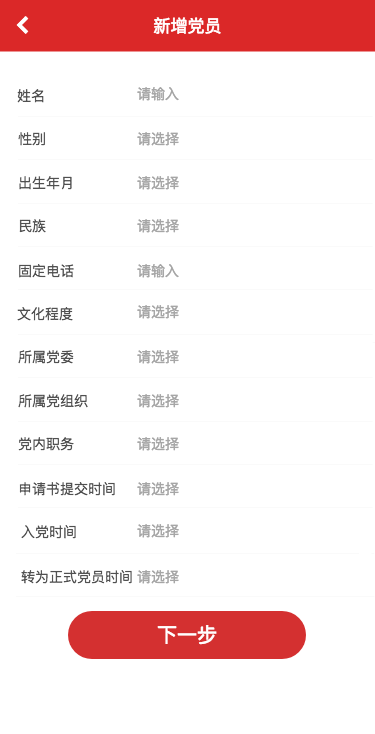 新增党员
姓名 请输入
性别 请选择
出生年月 请选择
民族 请选择
固定电话 请输入
文化程度 请选择
所属党委 请选择
所属党组织 请选择
党内职务 请选择
申请书提交时间 请选择
入党时间 请选择
转为正式党员时间 请选择
下一步